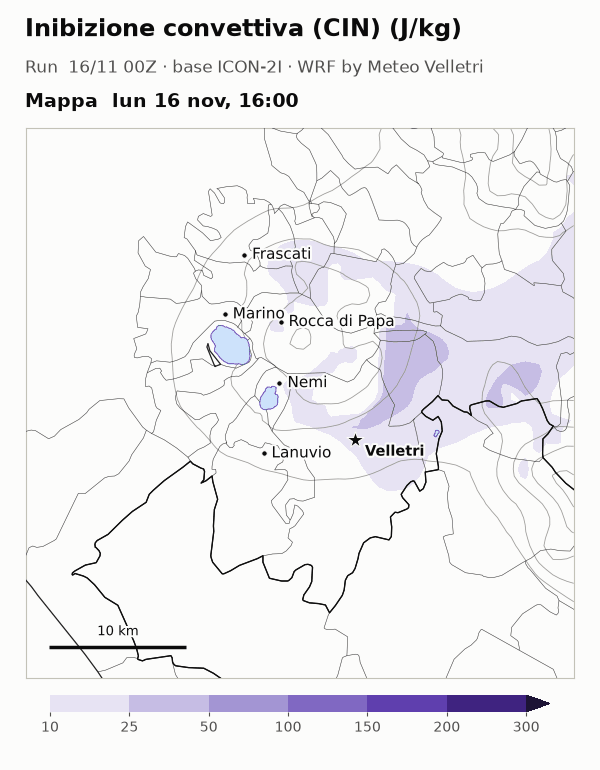 Inibizione convettiva (CIN) (J/kg)
Run  16/11 00Z · base ICON-2I · WRF by Meteo Velletri
Mappa  lun 16 nov, 16:00
Frascati
Marino
Rocca di Papa
Nemi
Velletri
Lanuvio
10 km
10 25 50 100 150 200 300